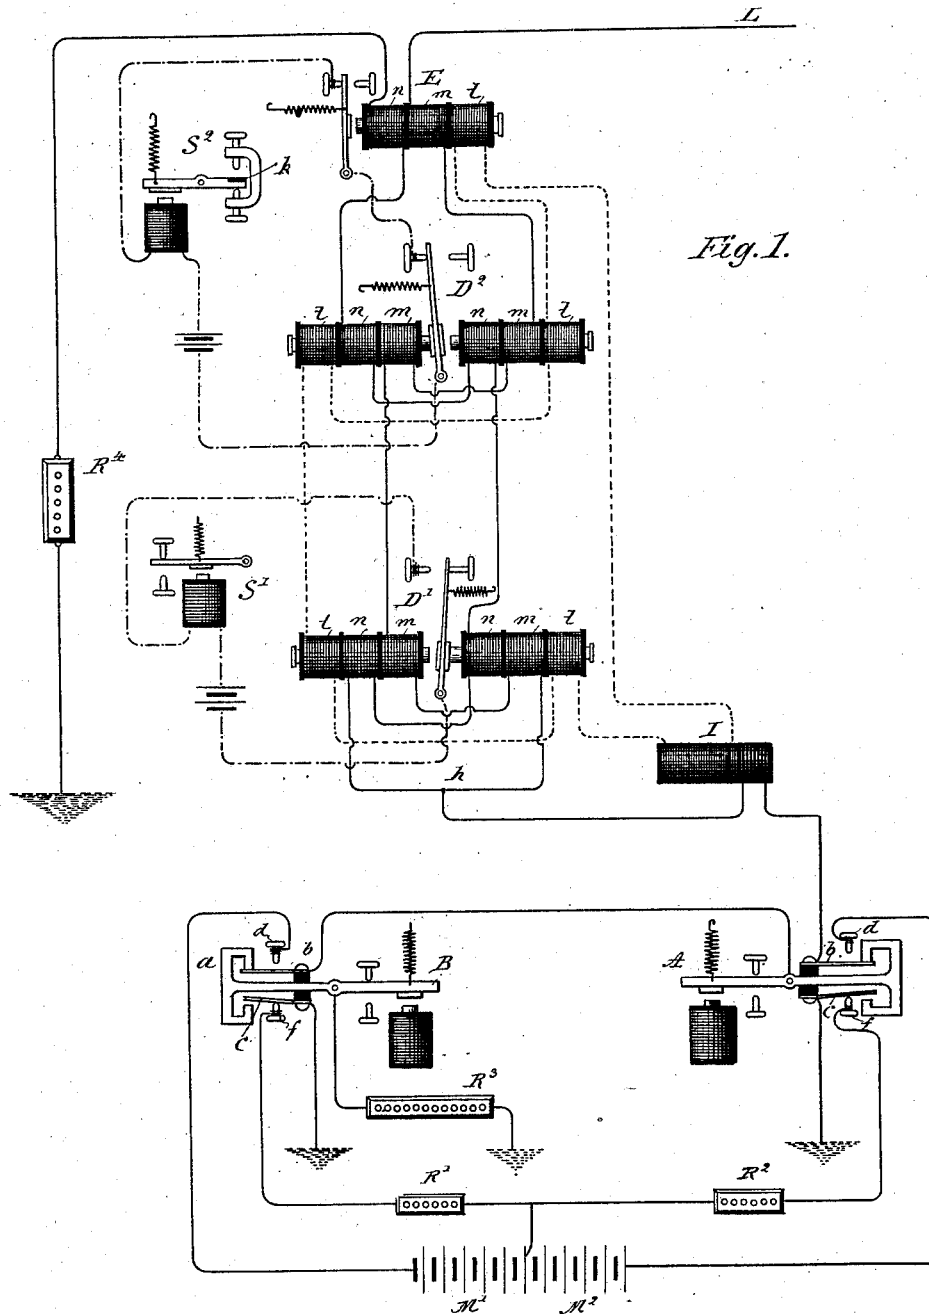 L
E
n m t
S²
k
Fig. 1.
D²
t n m n m t
R⁴
S¹
D¹
t n m n m t
I
h
d d
a b B A b
c f c f
R³
R¹ R²
M¹ M²